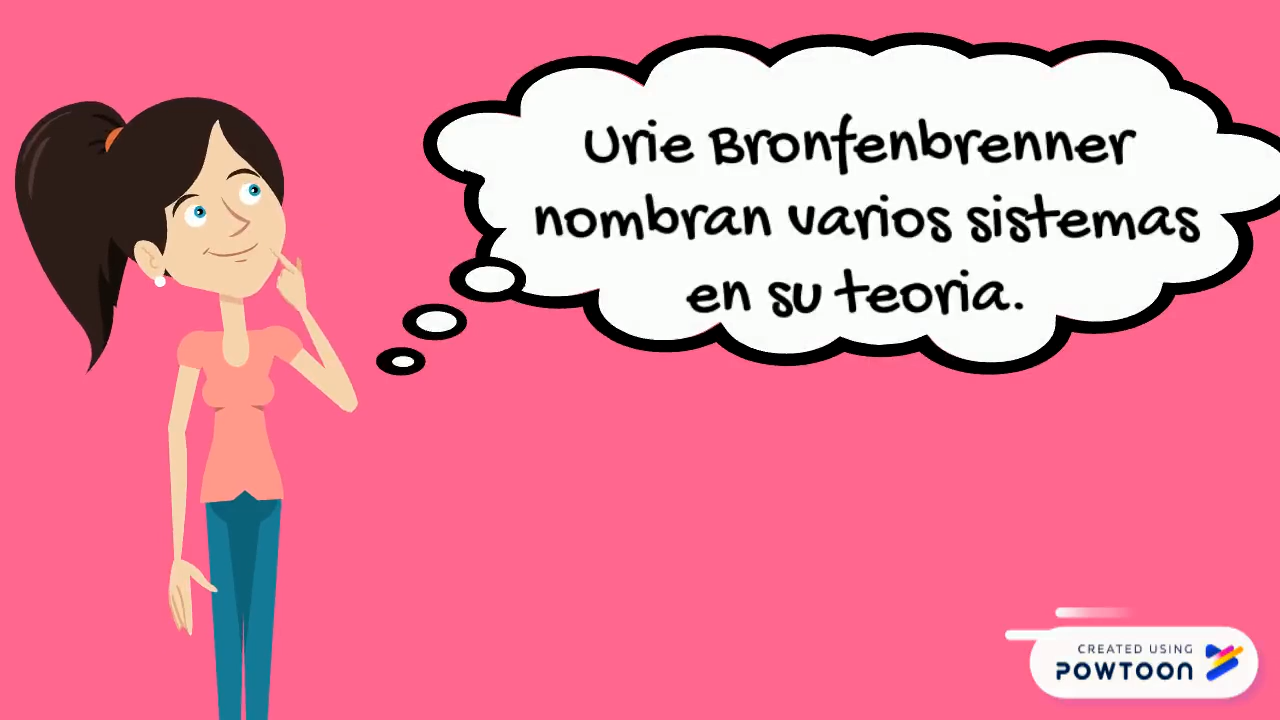 Urie Bronfenbrenner
nombran varios sistemas
en su teoria.
CREATED USING
POWTOON